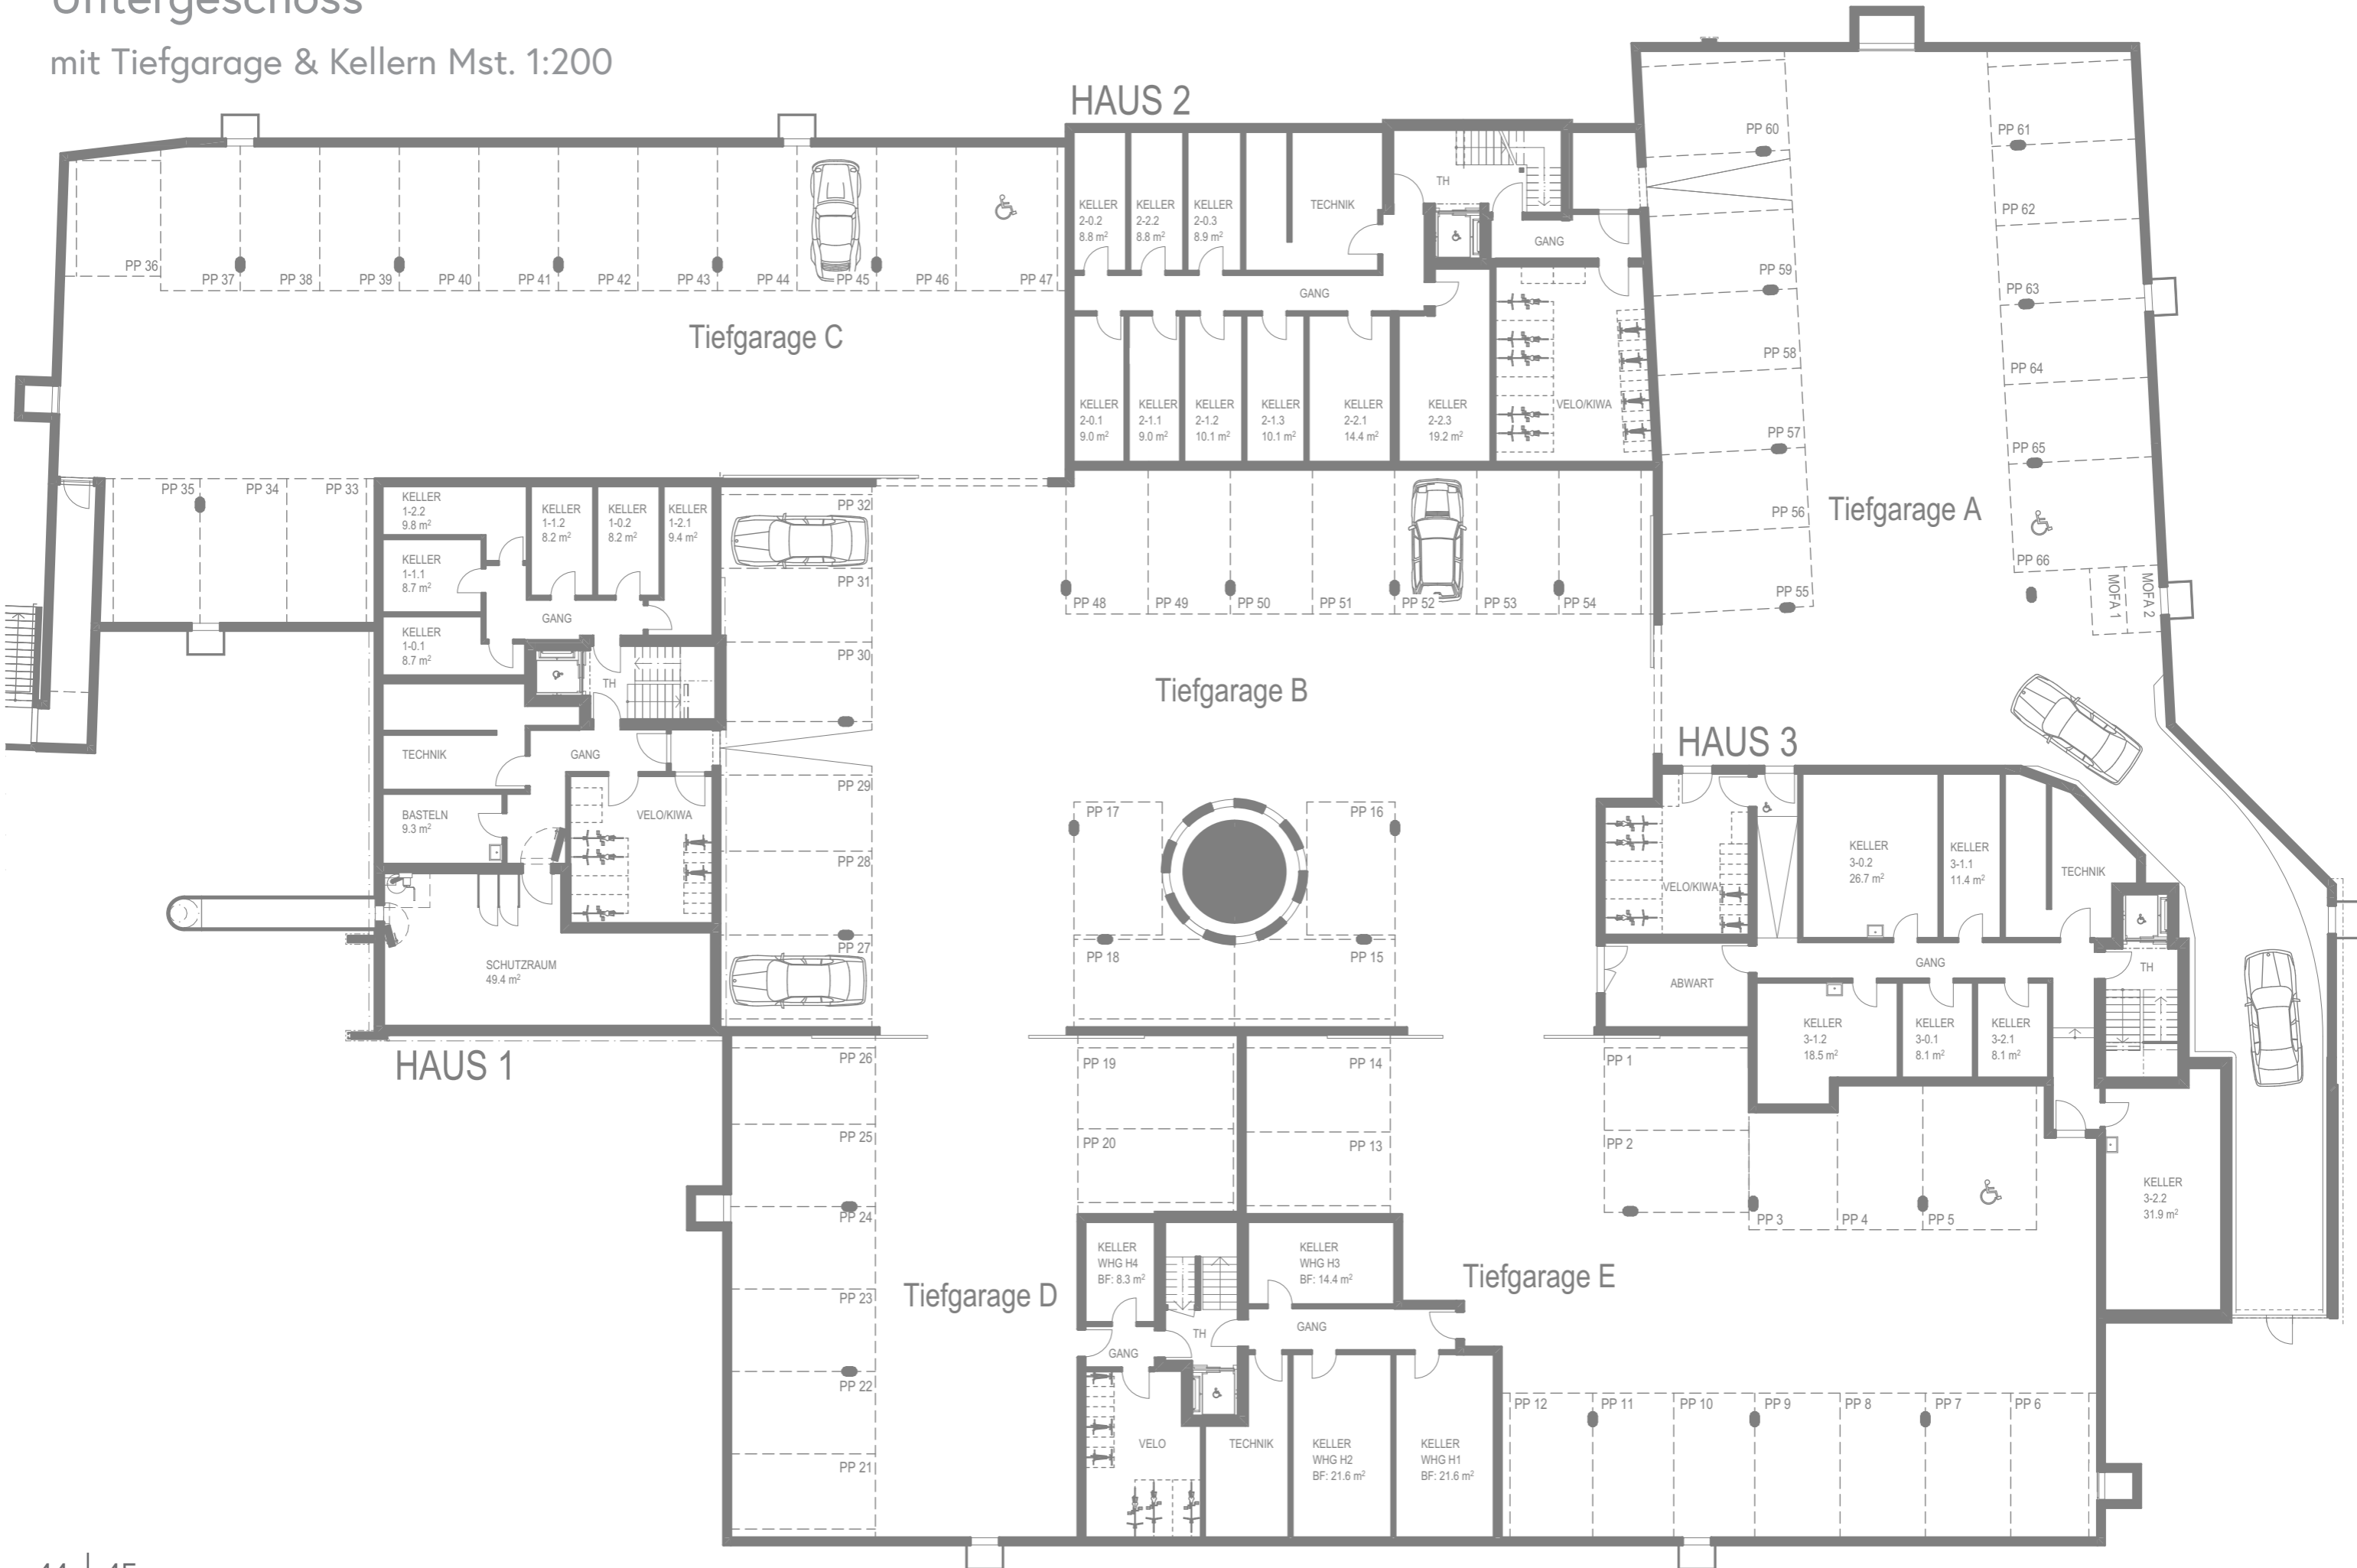 Untergeschoss
mit Tiefgarage & Kellern Mst. 1:200
HAUS 2
PP 36
PP 37
PP 38
PP 39
PP 40
PP 41
PP 42
PP 43
PP 44
PP 45
PP 46
PP 47
Tiefgarage C
KELLER
2-0.2
8.8 m²
KELLER
2-2.2
8.8 m²
KELLER
2-0.3
8.9 m²
TECHNIK
TH
GANG
GANG
KELLER
2-0.1
9.0 m²
KELLER
2-1.1
9.0 m²
KELLER
2-1.2
10.1 m²
KELLER
2-1.3
10.1 m²
KELLER
2-2.1
14.4 m²
KELLER
2-2.3
19.2 m²
VELO/KIWA
PP 60
PP 59
PP 58
PP 57
PP 56
PP 55
PP 61
PP 62
PP 63
PP 64
PP 65
PP 66
Tiefgarage A
MOFA 1
MOFA 2
PP 35
PP 34
PP 33
KELLER
1-2.2
9.8 m²
KELLER
1-1.1
8.7 m²
KELLER
1-0.1
8.7 m²
KELLER
1-1.2
8.2 m²
KELLER
1-0.2
8.2 m²
KELLER
1-2.1
9.4 m²
GANG
TH
TECHNIK
GANG
BASTELN
9.3 m²
VELO/KIWA
SCHUTZRAUM
49.4 m²
HAUS 1
PP 32
PP 31
PP 30
PP 29
PP 28
PP 27
PP 48
PP 49
PP 50
PP 51
PP 52
PP 53
PP 54
Tiefgarage B
PP 17
PP 16
PP 18
PP 15
HAUS 3
VELO/KIWA
KELLER
3-0.2
26.7 m²
KELLER
3-1.1
11.4 m²
TECHNIK
GANG
TH
ABWART
KELLER
3-1.2
18.5 m²
KELLER
3-0.1
8.1 m²
KELLER
3-2.1
8.1 m²
KELLER
3-2.2
31.9 m²
PP 26
PP 25
PP 24
PP 23
PP 22
PP 21
PP 19
PP 20
PP 14
PP 13
PP 1
PP 2
PP 3
PP 4
PP 5
Tiefgarage D
KELLER
WHG H4
BF: 8.3 m²
KELLER
WHG H3
BF: 14.4 m²
Tiefgarage E
GANG
TH
GANG
VELO
TECHNIK
KELLER
WHG H2
BF: 21.6 m²
KELLER
WHG H1
BF: 21.6 m²
PP 12
PP 11
PP 10
PP 9
PP 8
PP 7
PP 6
44 | 45